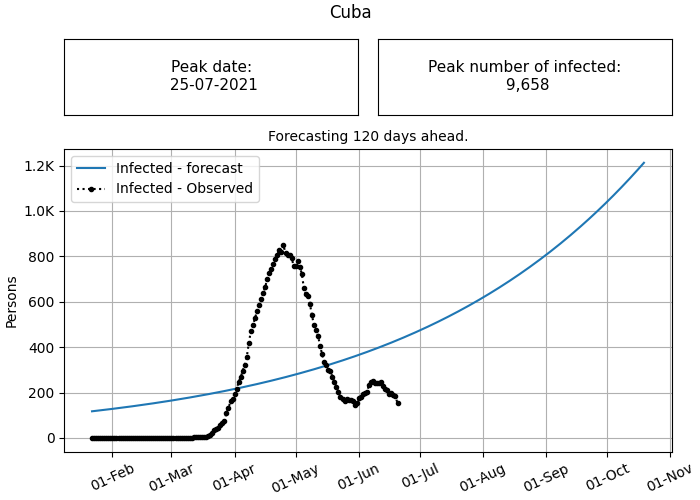 Cuba
Peak date:
25-07-2021
Peak number of infected:
9,658
Forecasting 120 days ahead.
Infected - forecast
Infected - Observed
1.2K
1.0K
800
600
400
200
0
Persons
01-Feb
01-Mar
01-Apr
01-May
01-Jun
01-Jul
01-Aug
01-Sep
01-Oct
01-Nov